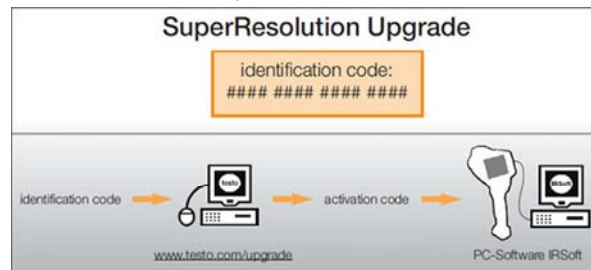 SuperResolution Upgrade
identification code:
#### #### #### ####
testo
IRSoft
identification code
activation code
www.testo.com/upgrade
PC-Software IRSoft